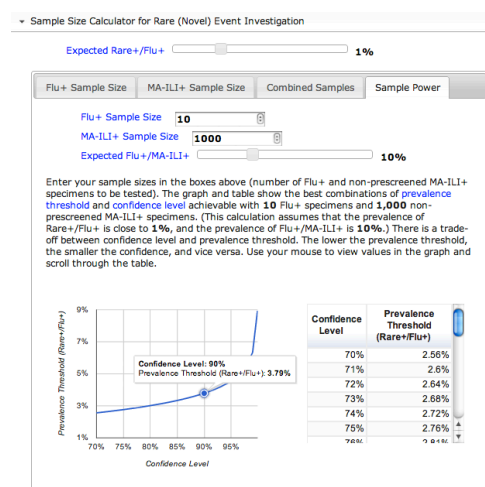 Sample Size Calculator for Rare (Novel) Event Investigation
Expected Rare+/Flu+ 1%
Flu+ Sample Size MA-ILI+ Sample Size Combined Samples Sample Power
Flu+ Sample Size 10
MA-ILI+ Sample Size 1000
Expected Flu+/MA-ILI+ 10%
Enter your sample sizes in the boxes above (number of Flu+ and non-prescreened MA-ILI+
specimens to be tested). The graph and table show the best combinations of prevalence
threshold and confidence level achievable with 10 Flu+ specimens and 1,000 non-
prescreened MA-ILI+ specimens. (This calculation assumes that the prevalence of
Rare+/Flu+ is close to 1%, and the prevalence of Flu+/MA-ILI+ is 10%.) There is a trade-
off between confidence level and prevalence threshold. The lower the prevalence threshold,
the smaller the confidence, and vice versa. Use your mouse to view values in the graph and
scroll through the table.
Prevalence Threshold (Rare+/Flu+)
9%
7%
5%
3%
1%
Confidence Level: 90%
Prevalence Threshold (Rare+/Flu+): 3.79%
70% 75% 80% 85% 90% 95%
Confidence Level
Confidence Level Prevalence Threshold (Rare+/Flu+)
70% 2.56%
71% 2.6%
72% 2.64%
73% 2.68%
74% 2.72%
75% 2.76%
76% 2.81%